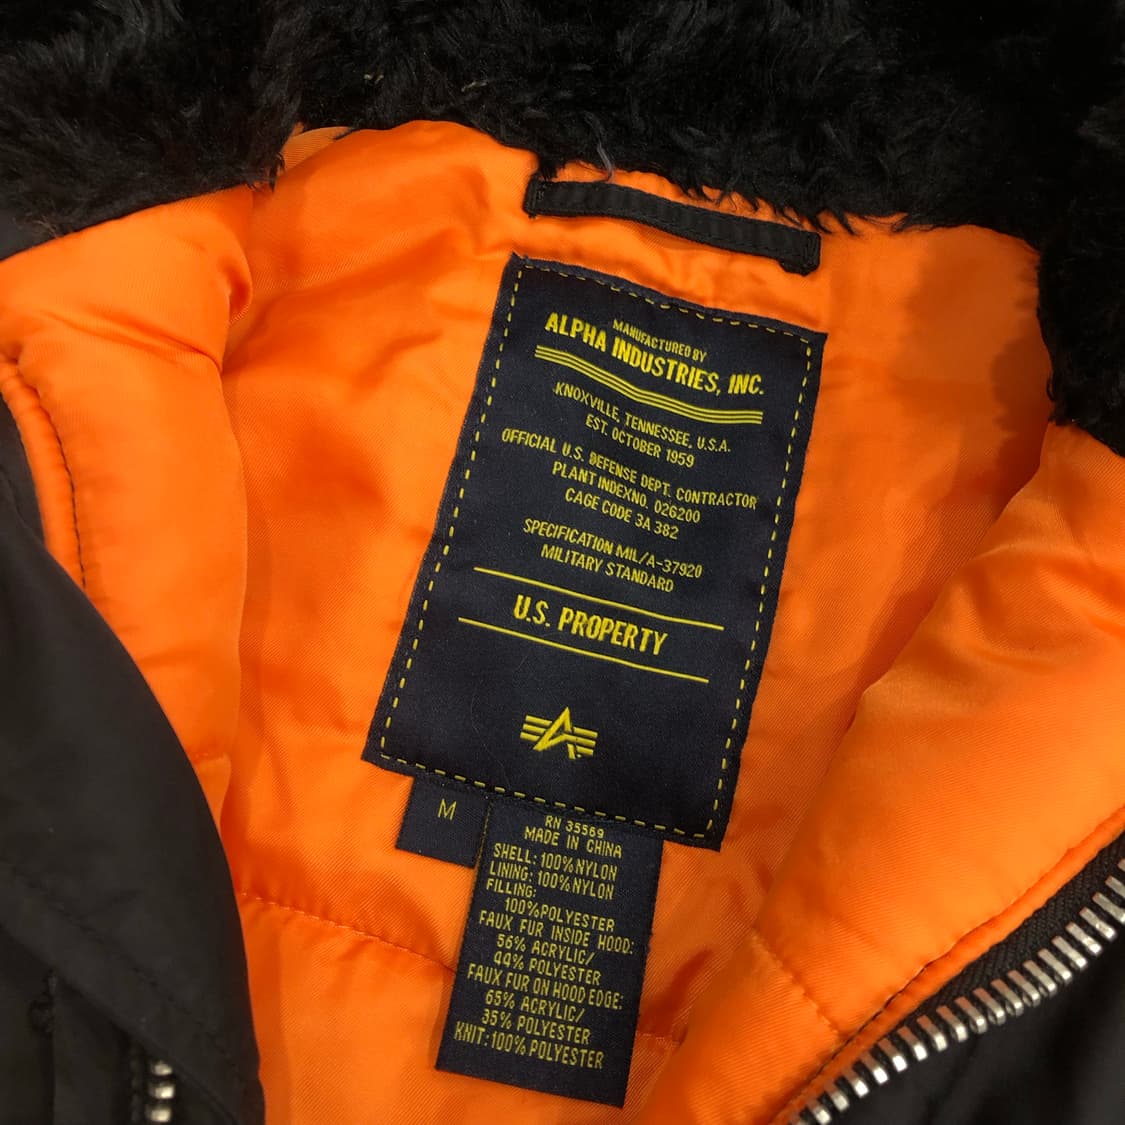 MANUFACTURED BY
ALPHA INDUSTRIES, INC.
KNOXVILLE, TENNESSEE, U.S.A.
EST. OCTOBER 1959
OFFICIAL U.S. DEFENSE DEPT. CONTRACTOR
PLANT INDEXNO. 026200
CAGE CODE 3A 382
SPECIFICATION MIL/A-37920
MILITARY STANDARD
U.S. PROPERTY
M
RN 35569
MADE IN CHINA
SHELL: 100% NYLON
LINING: 100% NYLON
FILLING:
100% POLYESTER
FAUX FUR INSIDE HOOD:
56% ACRYLIC/
44% POLYESTER
FAUX FUR ON HOOD EDGE:
65% ACRYLIC/
35% POLYESTER
KNIT: 100% POLYESTER